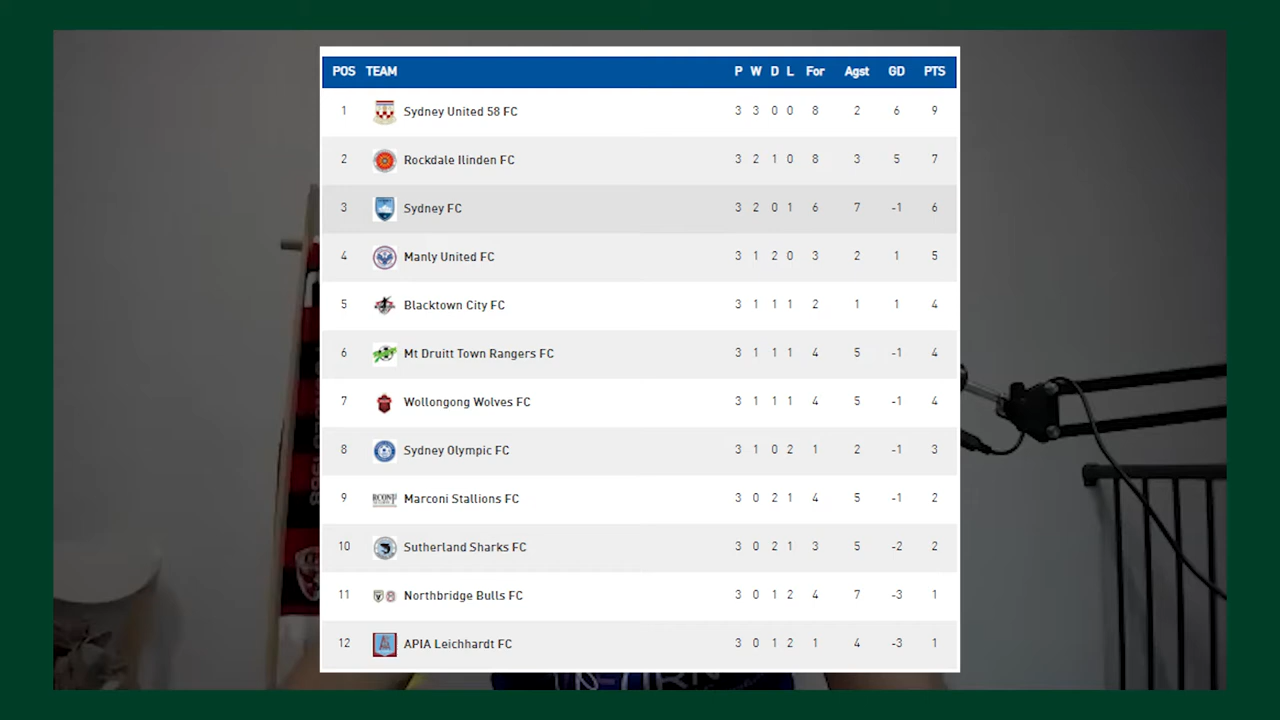 POS TEAM P W D L For Agst GD PTS
1 Sydney United 58 FC 3 3 0 0 8 2 6 9
2 Rockdale Ilinden FC 3 2 1 0 8 3 5 7
3 Sydney FC 3 2 0 1 6 7 -1 6
4 Manly United FC 3 1 2 0 3 2 1 5
5 Blacktown City FC 3 1 1 1 2 1 1 4
6 Mt Druitt Town Rangers FC 3 1 1 1 4 5 -1 4
7 Wollongong Wolves FC 3 1 1 1 4 5 -1 4
8 Sydney Olympic FC 3 1 0 2 1 2 -1 3
9 Marconi Stallions FC 3 0 2 1 4 5 -1 2
10 Sutherland Sharks FC 3 0 2 1 3 5 -2 2
11 Northbridge Bulls FC 3 0 1 2 4 7 -3 1
12 APIA Leichhardt FC 3 0 1 2 1 4 -3 1